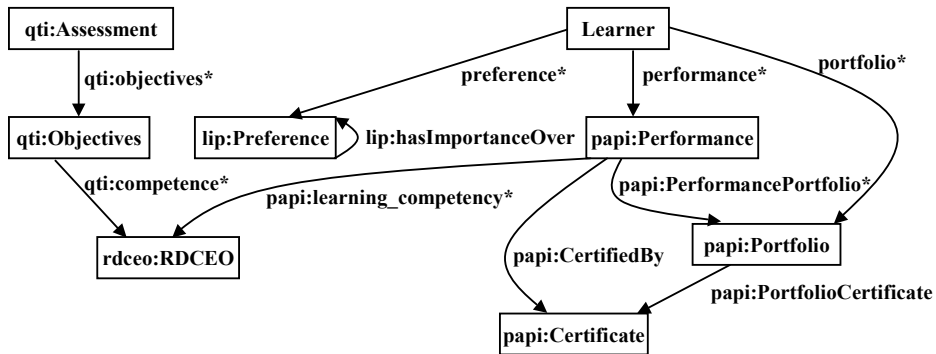 qti:Assessment
Learner
qti:objectives*
preference*
performance*
portfolio*
qti:Objectives
lip:Preference
lip:hasImportanceOver
papi:Performance
qti:competence*
papi:learning_competency*
papi:PerformancePortfolio*
rdceo:RDCEO
papi:CertifiedBy
papi:Portfolio
papi:PortfolioCertificate
papi:Certificate